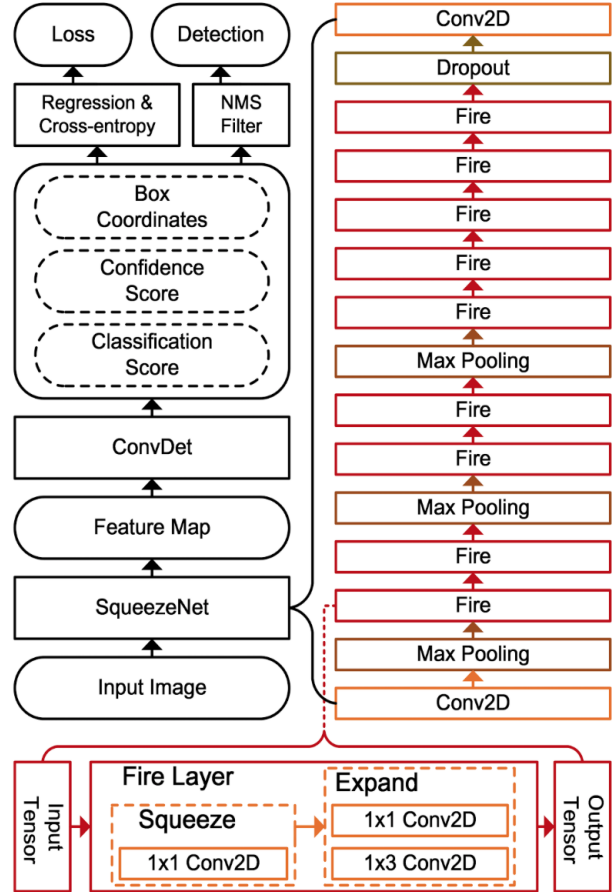 Loss
Detection
Regression &
Cross-entropy
NMS
Filter
Box
Coordinates
Confidence
Score
Classification
Score
ConvDet
Feature Map
SqueezeNet
Input Image
Conv2D
Dropout
Fire
Fire
Fire
Fire
Fire
Max Pooling
Fire
Fire
Max Pooling
Fire
Fire
Max Pooling
Conv2D
Input
Tensor
Fire Layer
Squeeze
1x1 Conv2D
Expand
1x1 Conv2D
1x3 Conv2D
Output
Tensor